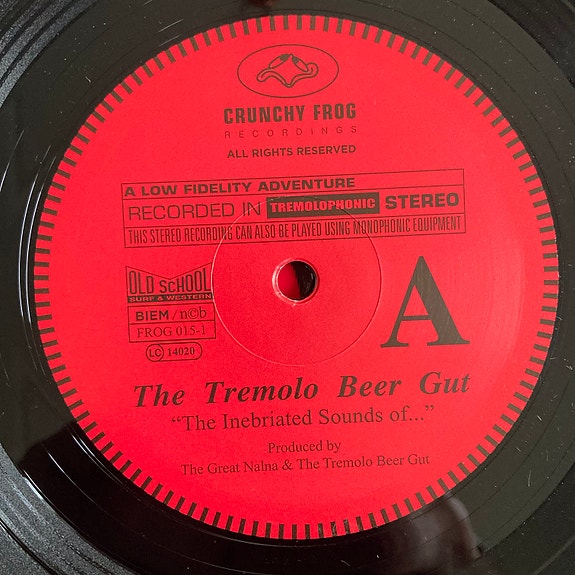 CRUNCHY FROG
RECORDINGS
ALL RIGHTS RESERVED
A LOW FIDELITY ADVENTURE
RECORDED IN TREMOLOPHONIC STEREO
THIS STEREO RECORDING CAN ALSO BE PLAYED USING MONOPHONIC EQUIPMENT
OLD SCHOOL
SURF & WESTERN
BIEM / n©b
FROG 015-1
LC 14020
A
The Tremolo Beer Gut
“The Inebriated Sounds of...”
Produced by
The Great Nalna & The Tremolo Beer Gut